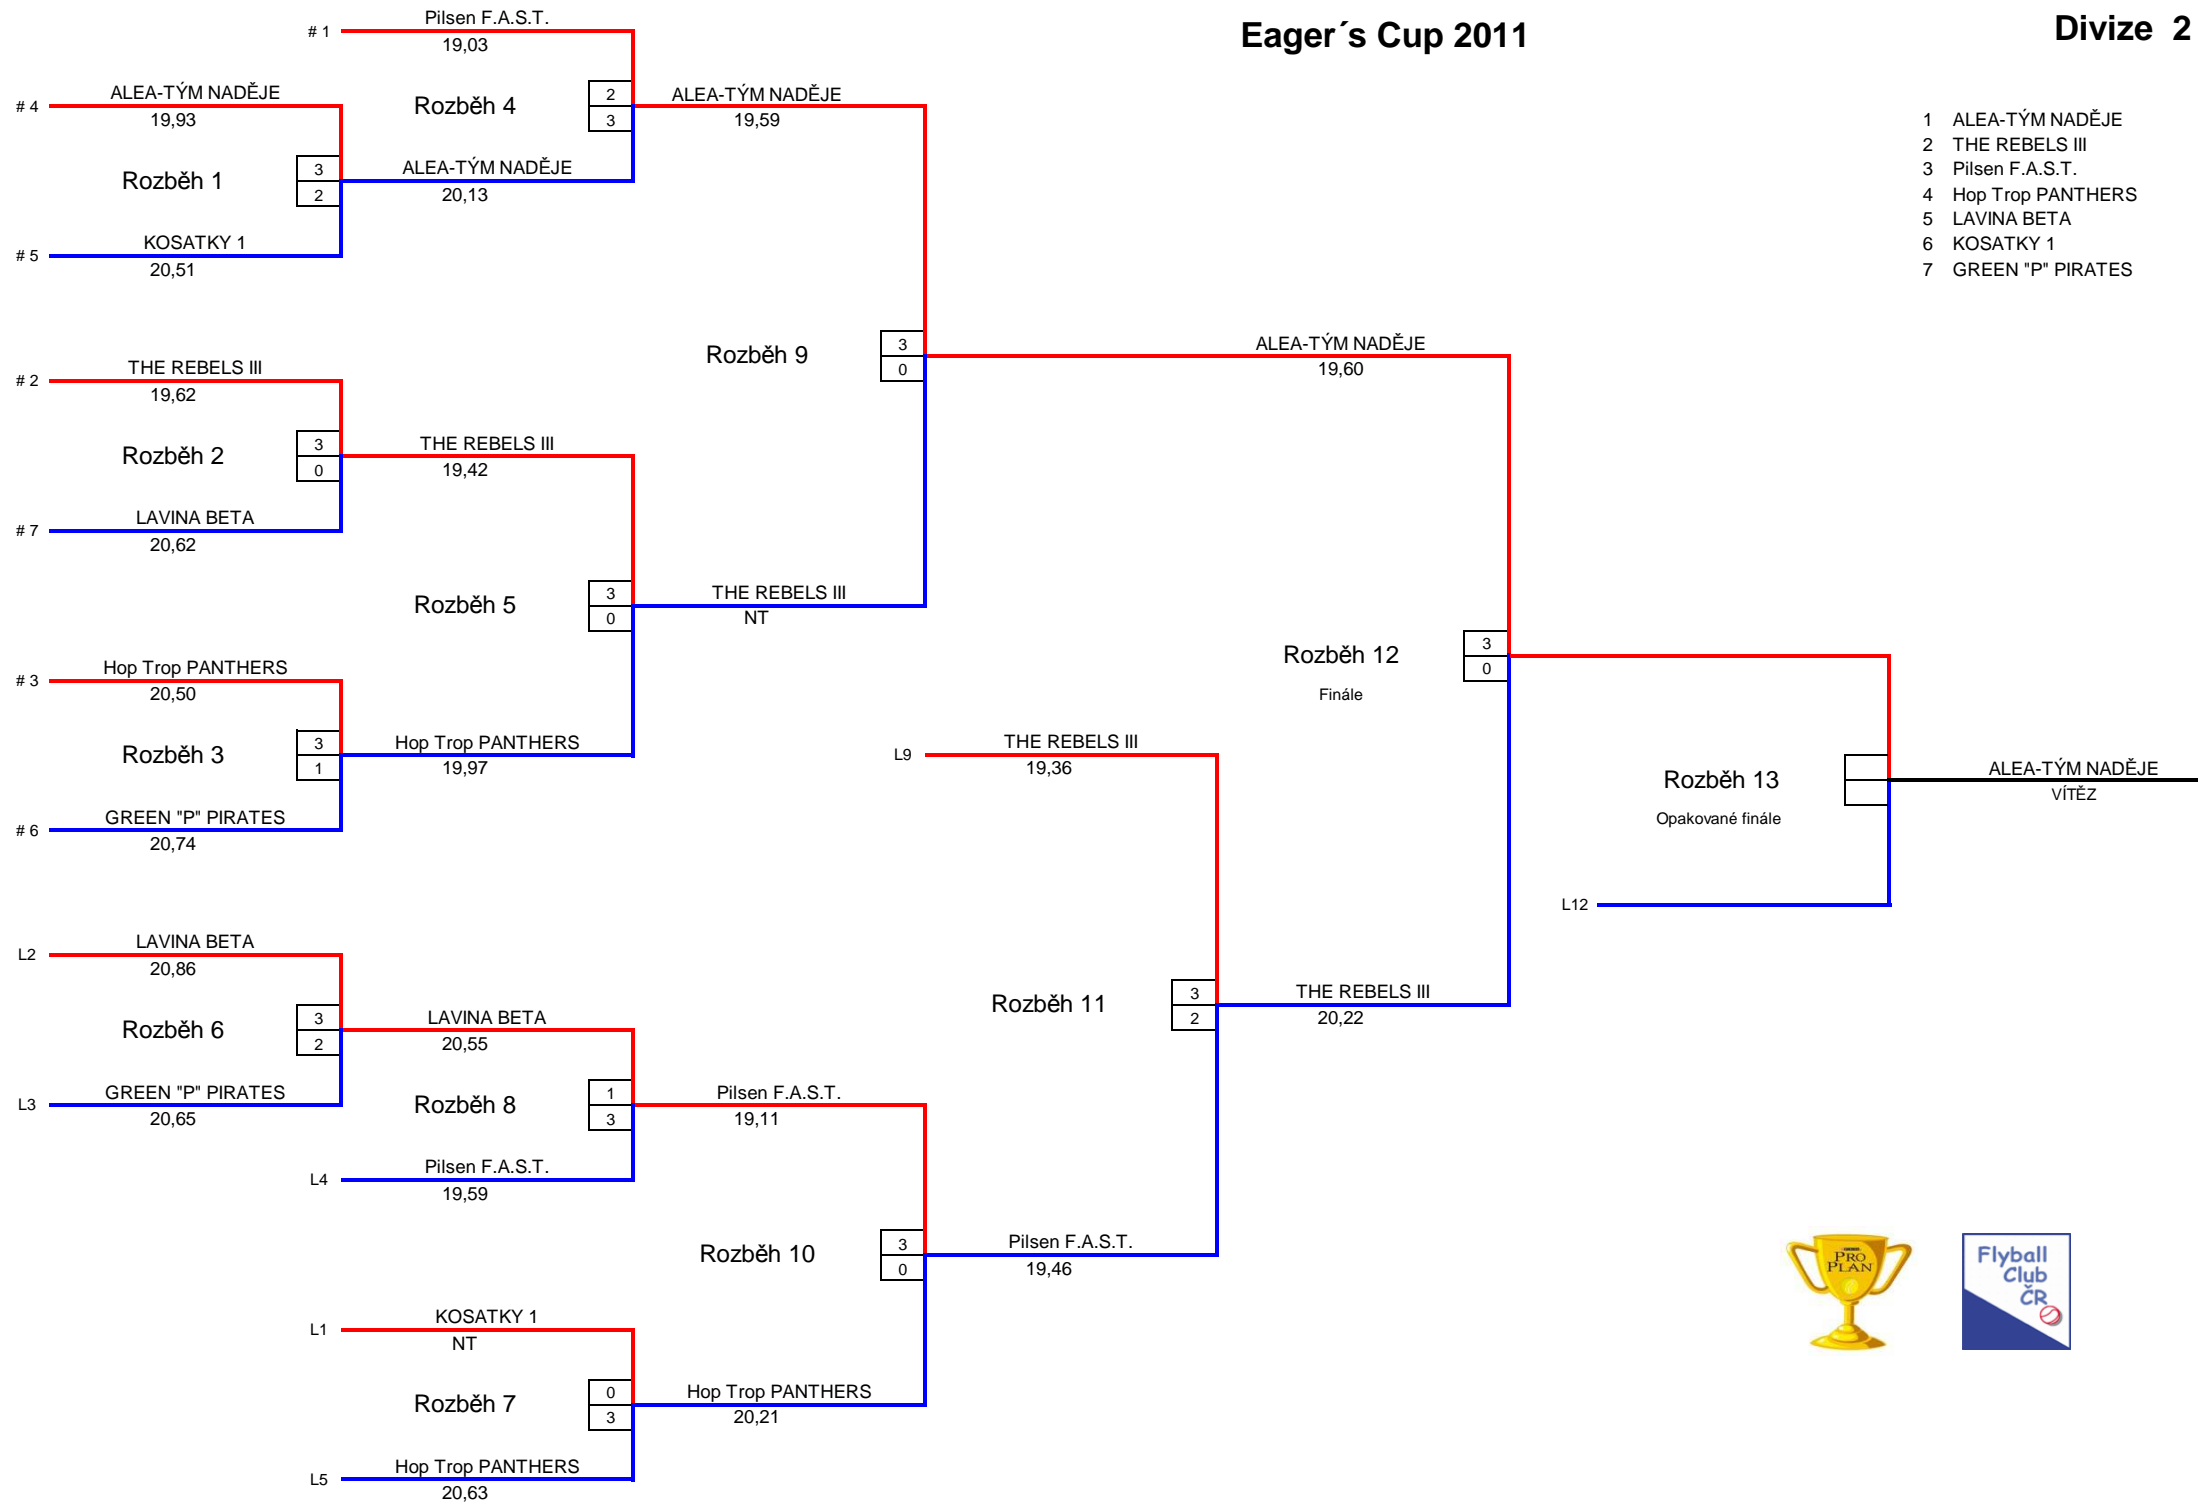 Eager´s Cup 2011
Divize 2
# 1
Pilsen F.A.S.T.
19,03
# 4
ALEA-TÝM NADĚJE
19,93
Rozběh 1
3
2
# 5
KOSATKY 1
20,51
Rozběh 4
2
3
ALEA-TÝM NADĚJE
20,13
ALEA-TÝM NADĚJE
19,59
1 ALEA-TÝM NADĚJE
2 THE REBELS III
3 Pilsen F.A.S.T.
4 Hop Trop PANTHERS
5 LAVINA BETA
6 KOSATKY 1
7 GREEN "P" PIRATES
# 2
THE REBELS III
19,62
Rozběh 2
3
0
# 7
LAVINA BETA
20,62
THE REBELS III
19,42
Rozběh 5
3
0
Rozběh 9
3
0
ALEA-TÝM NADĚJE
19,60
THE REBELS III
NT
# 3
Hop Trop PANTHERS
20,50
Rozběh 3
3
1
# 6
GREEN "P" PIRATES
20,74
Hop Trop PANTHERS
19,97
L9
THE REBELS III
19,36
Rozběh 12
Finále
3
0
Rozběh 13
Opakované finále
ALEA-TÝM NADĚJE
VÍTĚZ
L12
L2
LAVINA BETA
20,86
Rozběh 6
3
2
L3
GREEN "P" PIRATES
20,65
LAVINA BETA
20,55
Rozběh 8
1
3
L4
Pilsen F.A.S.T.
19,59
Pilsen F.A.S.T.
19,11
Rozběh 11
3
2
THE REBELS III
20,22
Rozběh 10
3
0
Pilsen F.A.S.T.
19,46
L1
KOSATKY 1
NT
Rozběh 7
0
3
L5
Hop Trop PANTHERS
20,63
Hop Trop PANTHERS
20,21
PRO
PLAN
Flyball
Club
ČR